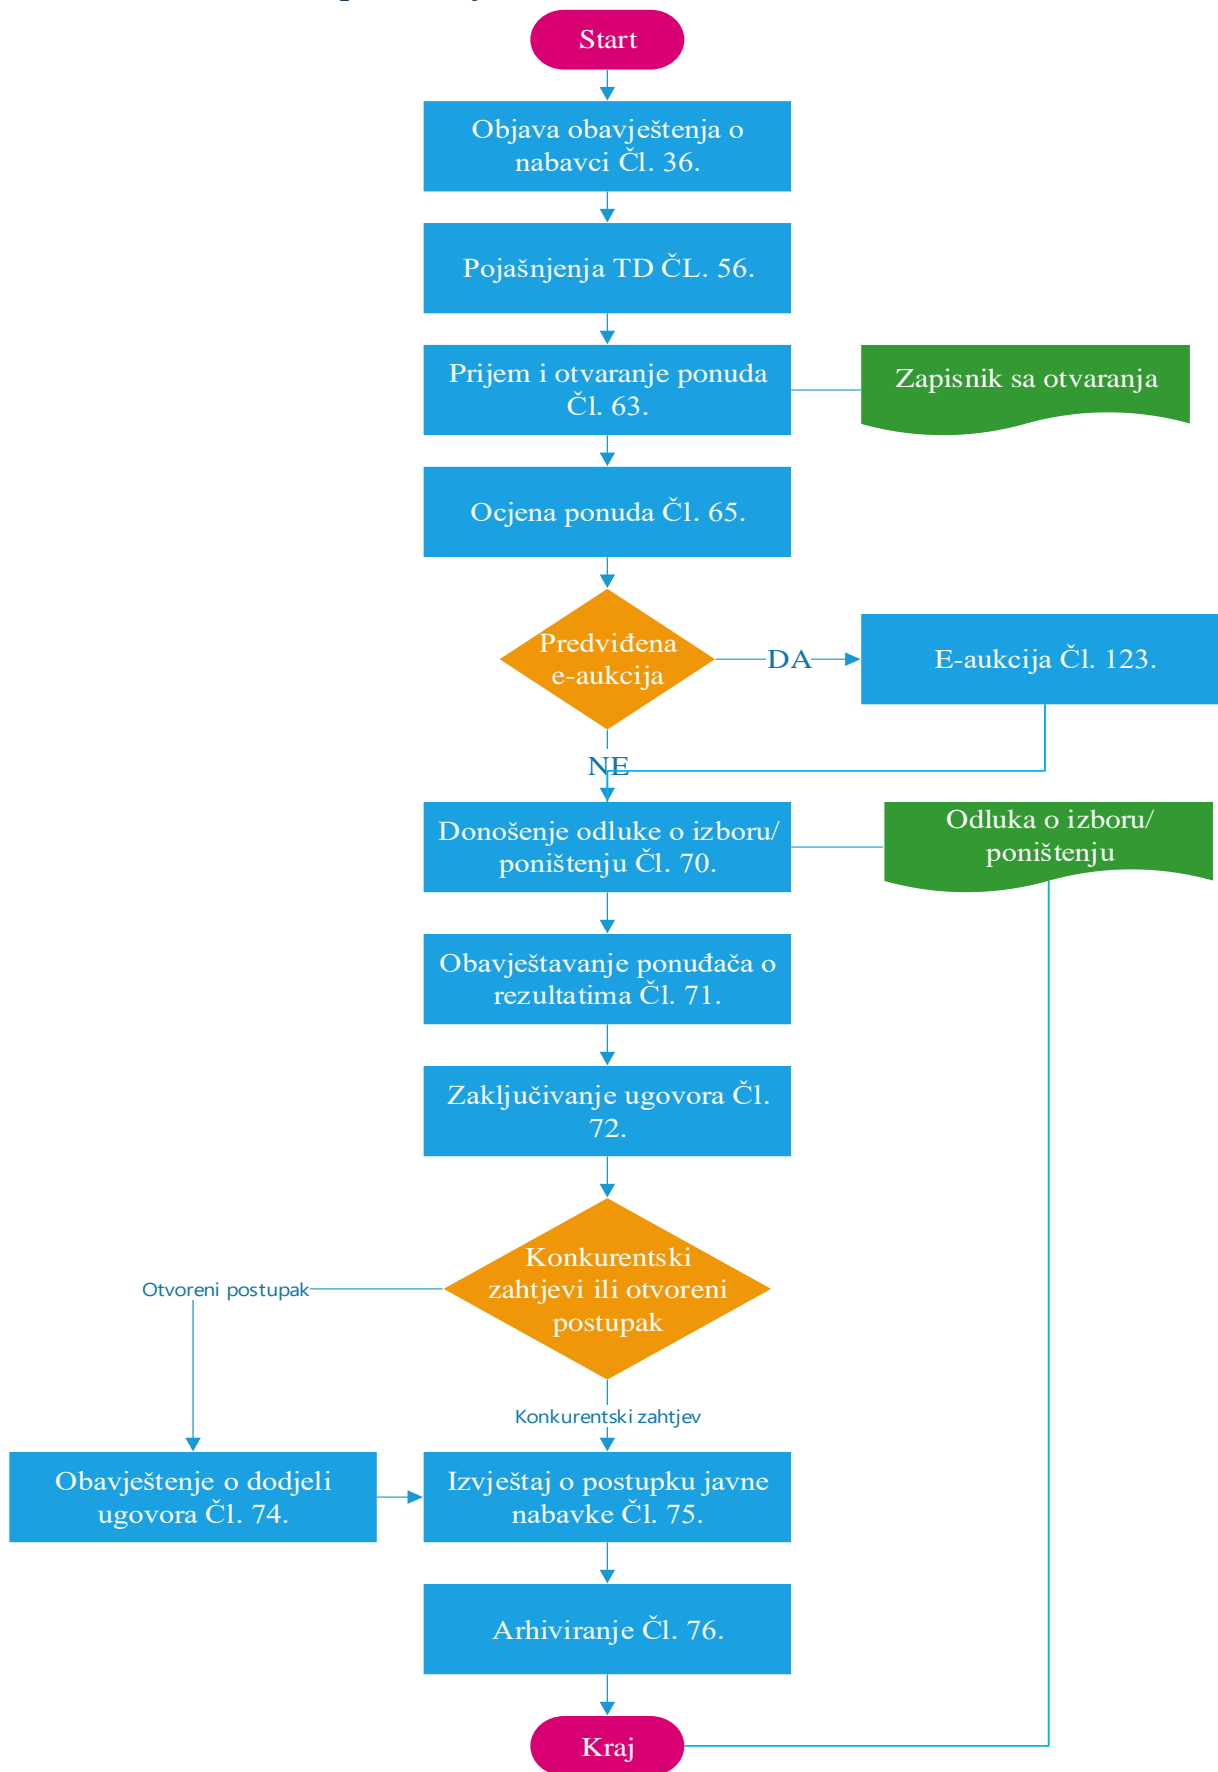 Start
Objava obavještenja o
nabavci Čl. 36.
Pojašnjenja TD ČL. 56.
Prijem i otvaranje ponuda
Čl. 63.
Zapisnik sa otvaranja
Ocjena ponuda Čl. 65.
Predviđena
e-aukcija
DA
E-aukcija Čl. 123.
NE
Donošenje odluke o izboru/
poništenju Čl. 70.
Odluka o izboru/
poništenju
Obavještavanje ponuđača o
rezultatima Čl. 71.
Zaključivanje ugovora Čl.
72.
Konkurentski
zahtjevi ili otvoreni
postupak
Otvoreni postupak
Konkurentski zahtjev
Obavještenje o dodjeli
ugovora Čl. 74.
Izvještaj o postupku javne
nabavke Čl. 75.
Arhiviranje Čl. 76.
Kraj